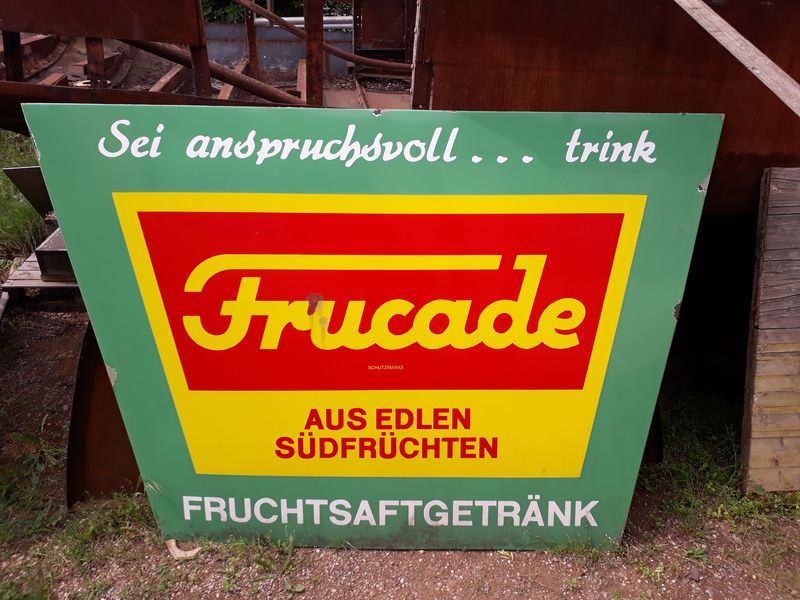 Sei anspruchsvoll... trink
Frucade
SCHUTZMARKE
AUS EDLEN
SÜDFRÜCHTEN
FRUCHTSAFTGETRÄNK